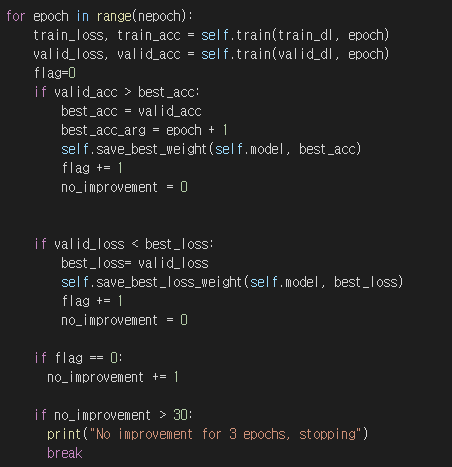 for epoch in range(nepoch):
    train_loss, train_acc = self.train(train_dl, epoch)
    valid_loss, valid_acc = self.train(valid_dl, epoch)
    flag=0
    if valid_acc > best_acc:
        best_acc = valid_acc
        best_acc_arg = epoch + 1
        self.save_best_weight(self.model, best_acc)
        flag += 1
        no_improvement = 0
    if valid_loss < best_loss:
        best_loss= valid_loss
        self.save_best_loss_weight(self.model, best_loss)
        flag += 1
        no_improvement = 0
    if flag == 0:
      no_improvement += 1
    if no_improvement > 30:
      print("No improvement for 3 epochs, stopping")
      break